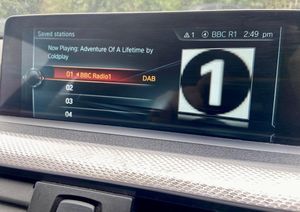 Saved stations
1 BBC R1 2:49 pm
Now Playing: Adventure Of A Lifetime by
Coldplay
01 BBC Radio1 DAB
02
03
04
1